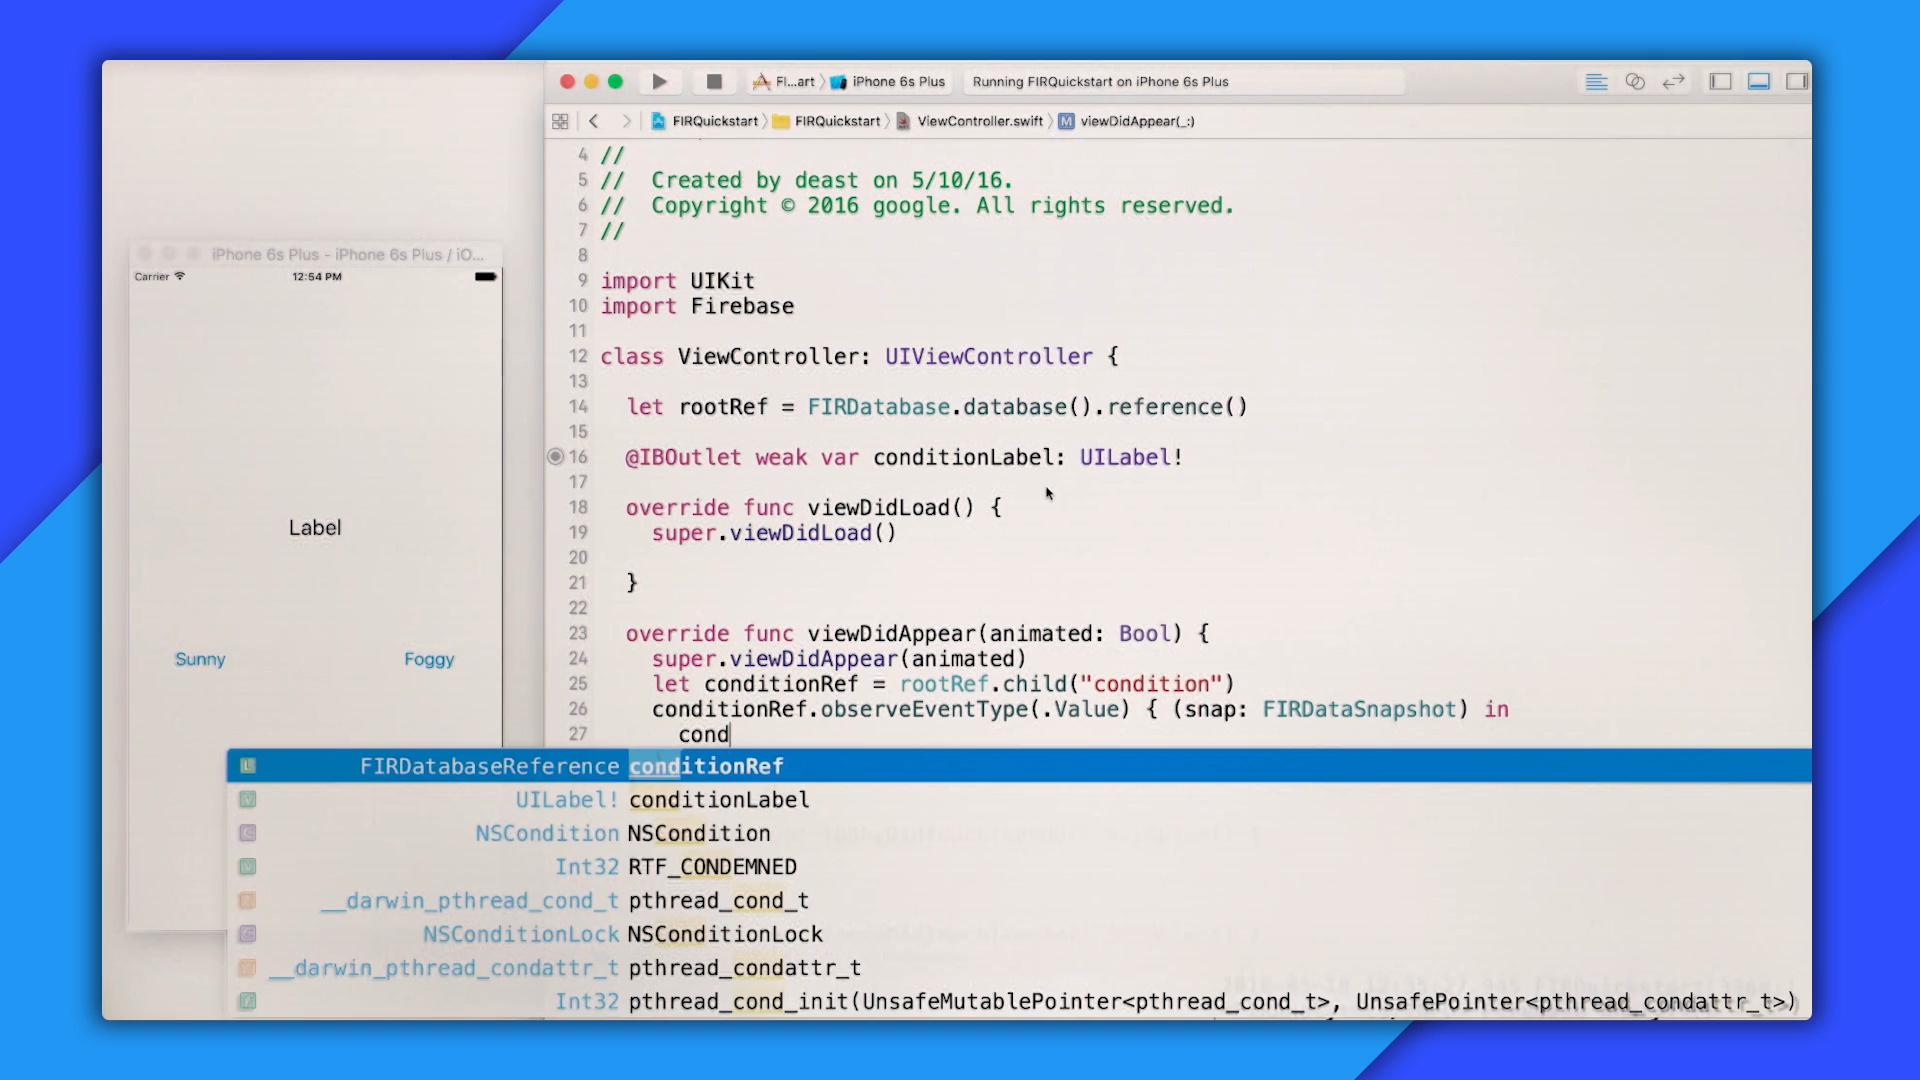 Fl...art
iPhone 6s Plus
Running FIRQuickstart on iPhone 6s Plus
FIRQuickstart
FIRQuickstart
ViewController.swift
M
viewDidAppear(_:)
4 //
5 //  Created by deast on 5/10/16.
6 //  Copyright © 2016 google. All rights reserved.
7 //
8
9 import UIKit
10 import Firebase
11
12 class ViewController: UIViewController {
13
14 let rootRef = FIRDatabase.database().reference()
15
16 @IBOutlet weak var conditionLabel: UILabel!
17
18 override func viewDidLoad() {
19 super.viewDidLoad()
20
21 }
22
23 override func viewDidAppear(animated: Bool) {
24 super.viewDidAppear(animated)
25 let conditionRef = rootRef.child("condition")
26 conditionRef.observeEventType(.Value) { (snap: FIRDataSnapshot) in
27 cond
iPhone 6s Plus - iPhone 6s Plus / iO...
Carrier
12:54 PM
Label
Sunny
Foggy
L FIRDatabaseReference conditionRef
V UILabel! conditionLabel
C NSCondition NSCondition
V Int32 RTF_CONDEMNED
__darwin_pthread_cond_t pthread_cond_t
C NSConditionLock NSConditionLock
__darwin_pthread_condattr_t pthread_condattr_t
Int32 pthread_cond_init(UnsafeMutablePointer<pthread_cond_t>, UnsafePointer<pthread_condattr_t>)